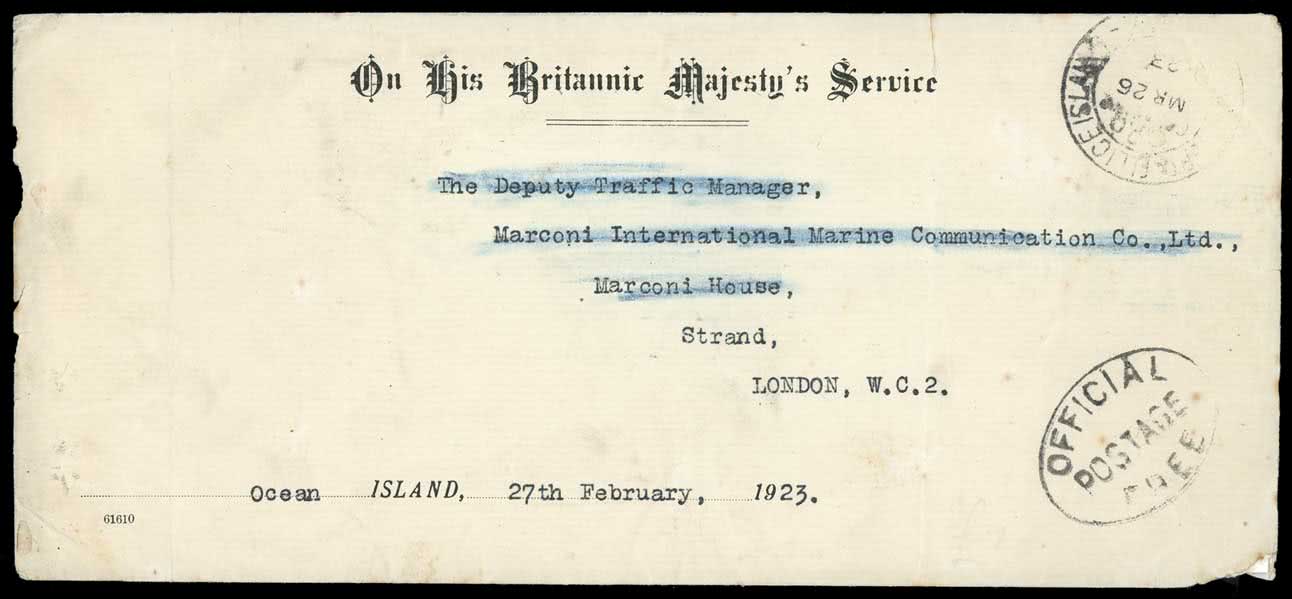 On His Britannic Majesty's Service
MR 26
The Deputy Traffic Manager,
Marconi International Marine Communication Co.,Ltd.,
Marconi House,
Strand,
LONDON, W.C.2.
OFFICIAL
POSTAGE
FREE
Ocean ISLAND, 27th February, 1923.
61610